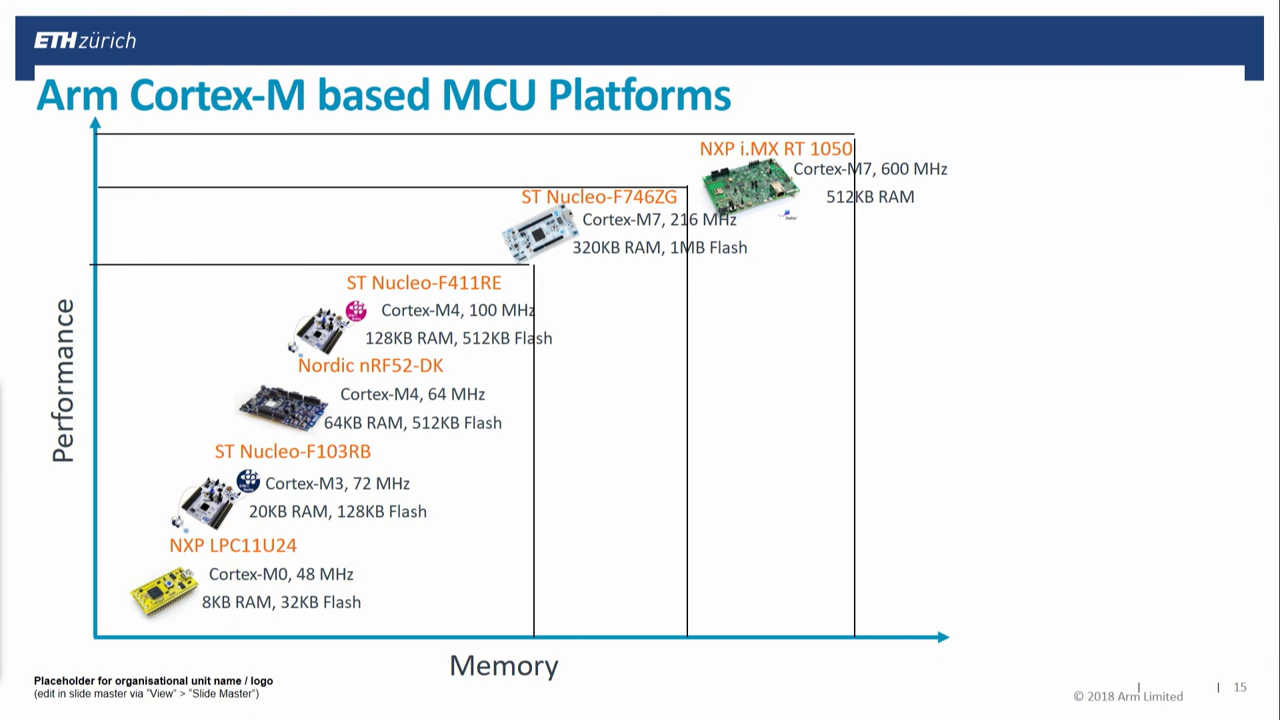 ETH zürich
Arm Cortex-M based MCU Platforms
NXP i.MX RT 1050
Cortex-M7, 600 MHz
512KB RAM
ST Nucleo-F746ZG
Cortex-M7, 216 MHz
320KB RAM, 1MB Flash
ST Nucleo-F411RE
Cortex-M4, 100 MHz
128KB RAM, 512KB Flash
Nordic nRF52-DK
Cortex-M4, 64 MHz
64KB RAM, 512KB Flash
ST Nucleo-F103RB
Cortex-M3, 72 MHz
20KB RAM, 128KB Flash
NXP LPC11U24
Cortex-M0, 48 MHz
8KB RAM, 32KB Flash
Performance
Memory
Placeholder for organisational unit name / logo
(edit in slide master via "View" > "Slide Master")
© 2018 Arm Limited
| | 15